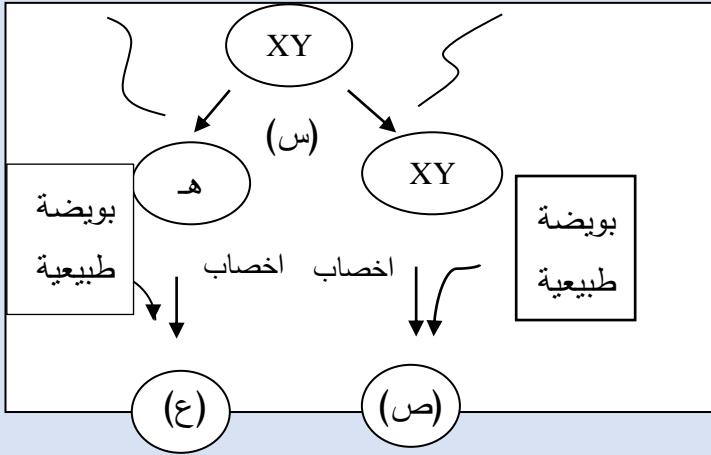 XY
(س)
هـ
XY
بويضة
طبيعية
بويضة
طبيعية
اخصاب
اخصاب
(ع)
(ص)